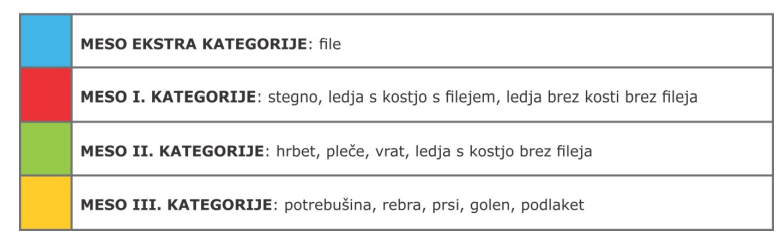 MESO EKSTRA KATEGORIJE: file
MESO I. KATEGORIJE: stegno, ledja s kostjo s filejem, ledja brez kosti brez fileja
MESO II. KATEGORIJE: hrbet, pleče, vrat, ledja s kostjo brez fileja
MESO III. KATEGORIJE: potrebušina, rebra, prsi, golen, podlaket